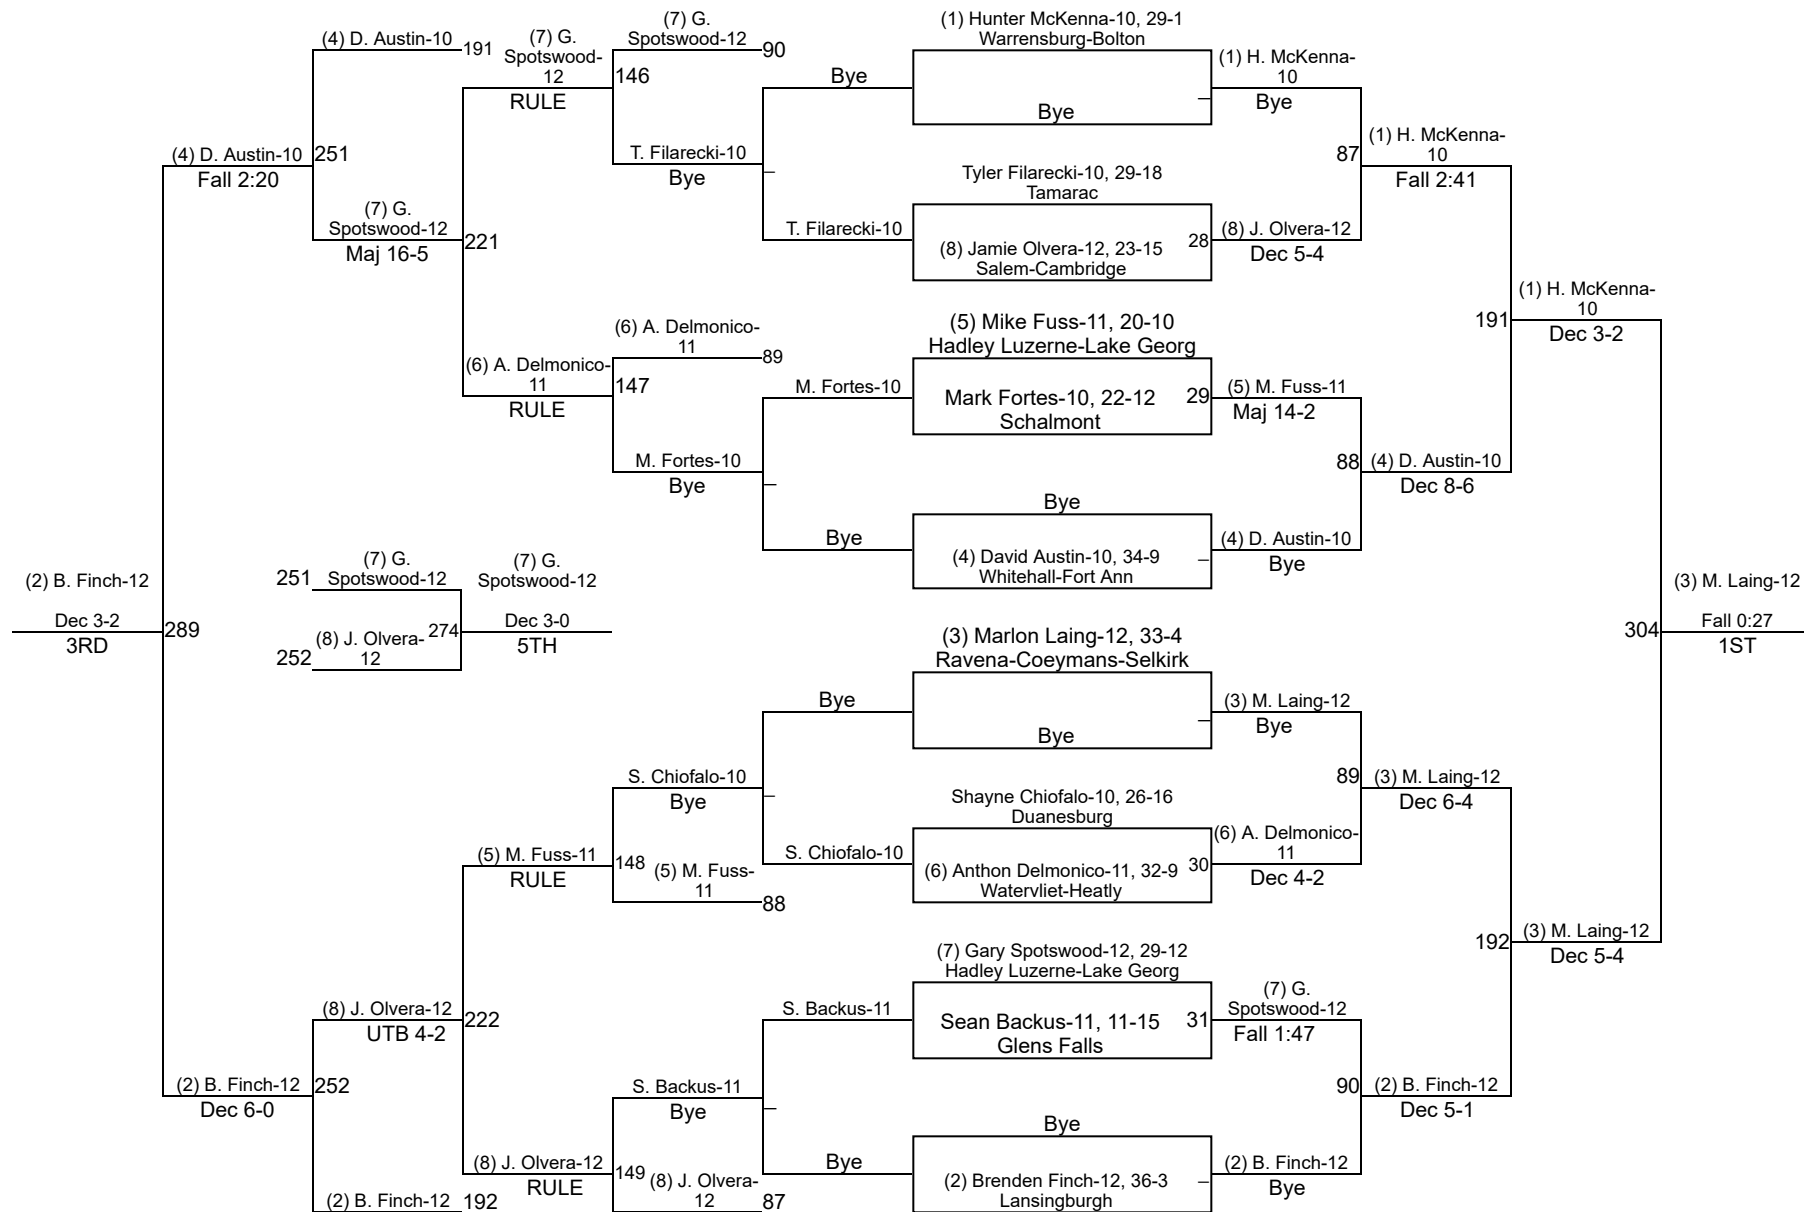 (4) D. Austin-10
191
251
(4) D. Austin-10
Fall 2:20
(7) G.
Spotswood-12
Maj 16-5
221
(7) G.
Spotswood-
12
RULE
146
(7) G.
Spotswood-12
90
T. Filarecki-10
Bye
Bye
T. Filarecki-10
(6) A. Delmonico-
11
RULE
147
(6) A. Delmonico-
11
89
M. Fortes-10
Bye
M. Fortes-10
Bye
(1) Hunter McKenna-10, 29-1
Warrensburg-Bolton
Bye
(1) H. McKenna-
10
Bye
Tyler Filarecki-10, 29-18
Tamarac
(8) Jamie Olvera-12, 23-15
Salem-Cambridge
28
(8) J. Olvera-12
Dec 5-4
87
(1) H. McKenna-
10
Fall 2:41
(5) Mike Fuss-11, 20-10
Hadley Luzerne-Lake Georg
Mark Fortes-10, 22-12
Schalmont
29
(5) M. Fuss-11
Maj 14-2
88
(4) D. Austin-10
Dec 8-6
Bye
(4) David Austin-10, 34-9
Whitehall-Fort Ann
(4) D. Austin-10
Bye
191
(1) H. McKenna-
10
Dec 3-2
(2) B. Finch-12
Dec 3-2
3RD
289
251
(7) G.
Spotswood-12
252
(8) J. Olvera-
12
274
(7) G.
Spotswood-12
Dec 3-0
5TH
304
(3) M. Laing-12
Fall 0:27
1ST
(3) Marlon Laing-12, 33-4
Ravena-Coeymans-Selkirk
Bye
Bye
(3) M. Laing-12
Bye
S. Chiofalo-10
Bye
S. Chiofalo-10
Shayne Chiofalo-10, 26-16
Duanesburg
(6) Anthon Delmonico-11, 32-9
Watervliet-Heatly
30
(6) A. Delmonico-
11
Dec 4-2
89
(3) M. Laing-12
Dec 6-4
(5) M. Fuss-11
RULE
148
(5) M. Fuss-
11
88
192
(3) M. Laing-12
Dec 5-4
(7) Gary Spotswood-12, 29-12
Hadley Luzerne-Lake Georg
Sean Backus-11, 11-15
Glens Falls
31
(7) G.
Spotswood-12
Fall 1:47
S. Backus-11
S. Backus-11
Bye
(8) J. Olvera-12
UTB 4-2
222
(2) B. Finch-12
Dec 6-0
252
90
(2) B. Finch-12
Dec 5-1
Bye
(2) Brenden Finch-12, 36-3
Lansingburgh
(2) B. Finch-12
Bye
Bye
(8) J. Olvera-12
RULE
149
(8) J. Olvera-
12
87
(2) B. Finch-12
192